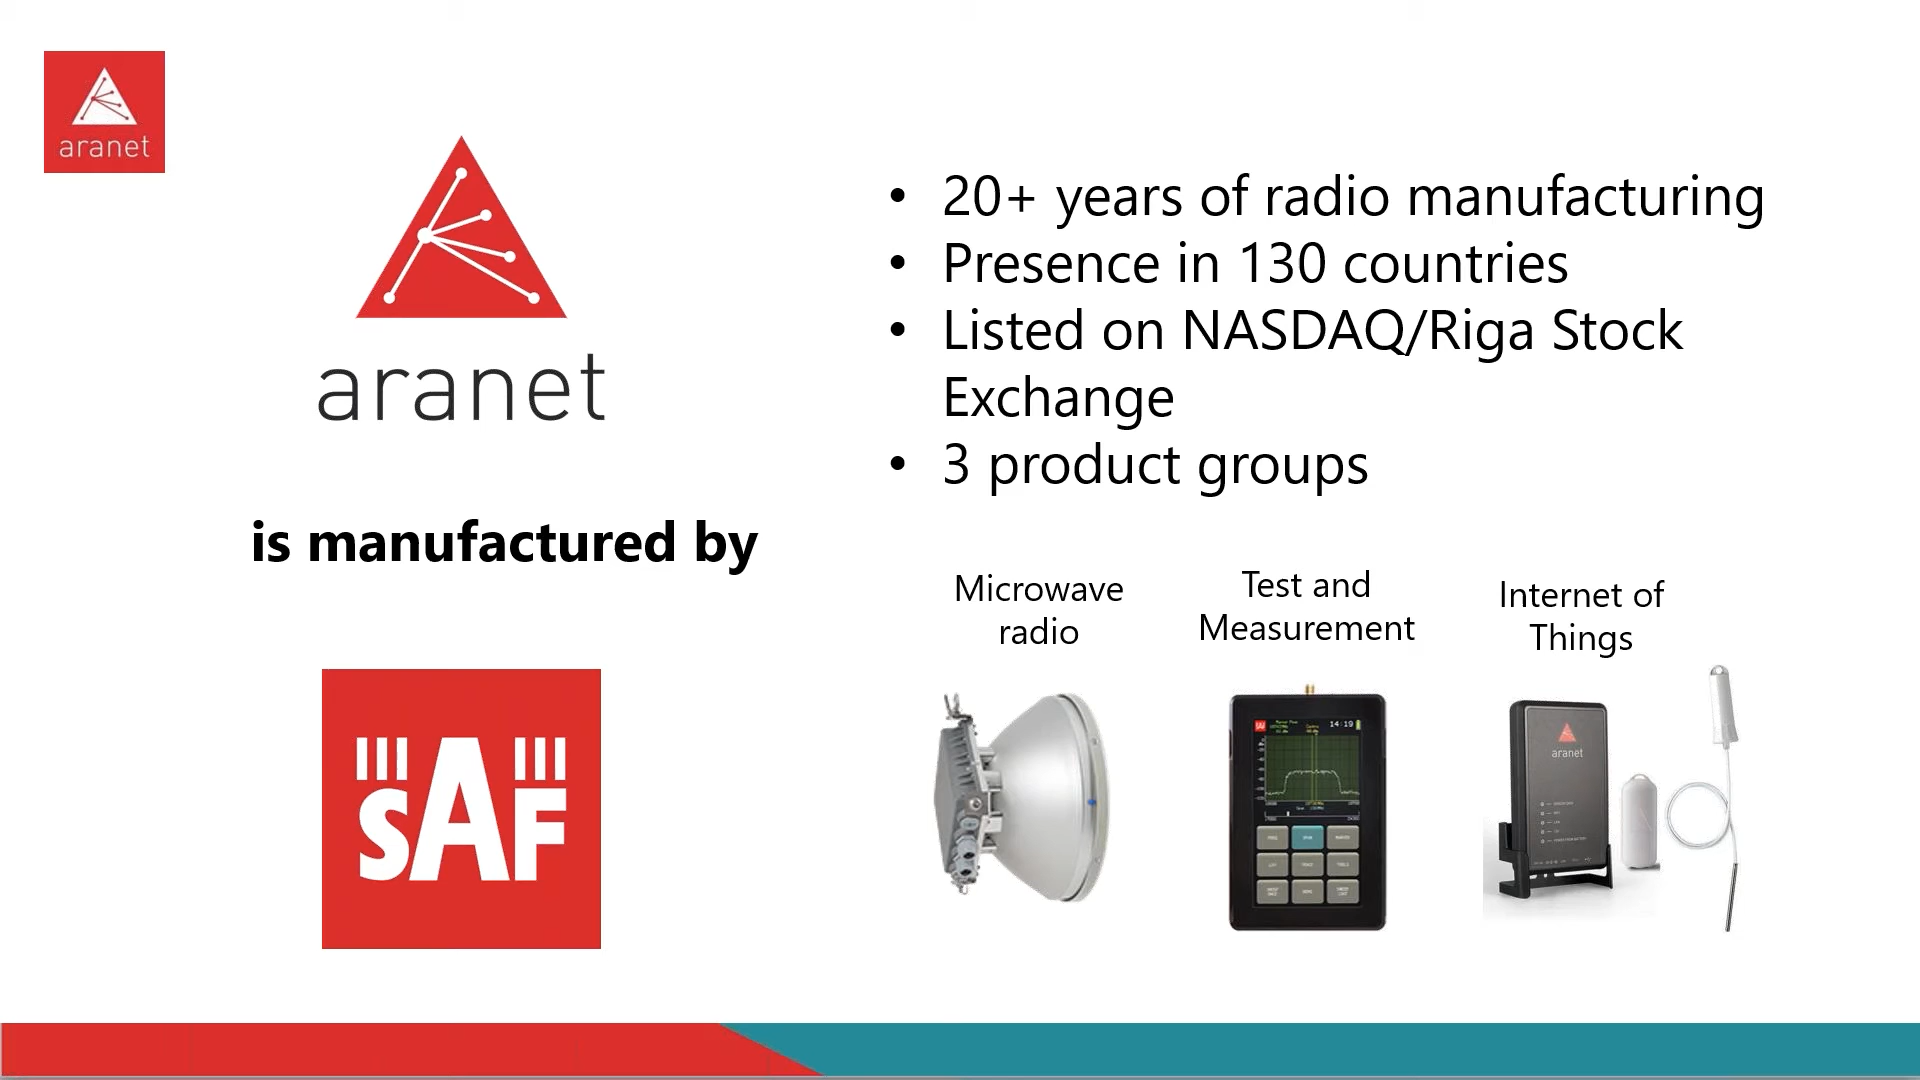 aranet
aranet
is manufactured by
SAF
• 20+ years of radio manufacturing
• Presence in 130 countries
• Listed on NASDAQ/Riga Stock
Exchange
• 3 product groups
Microwave
radio
Test and
Measurement
Internet of
Things
14:19
aranet